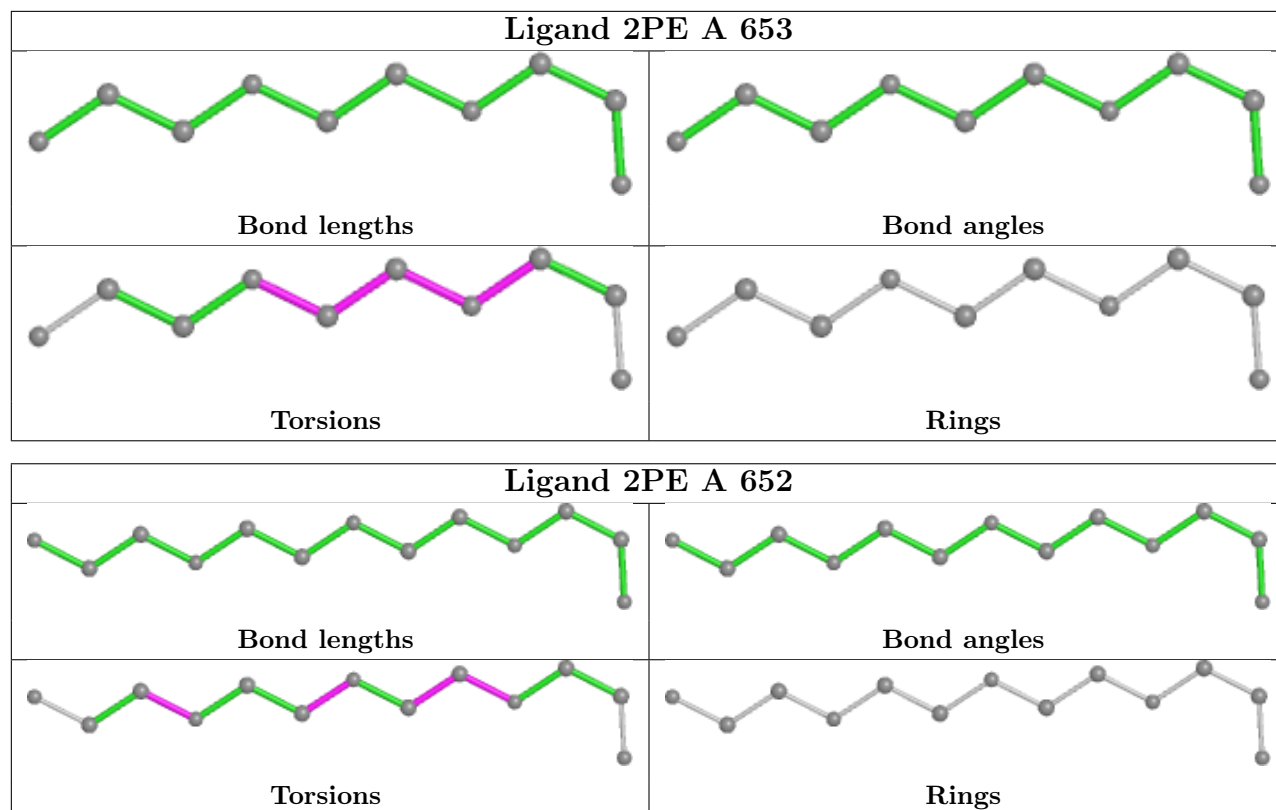 Ligand 2PE A 653
Bond lengths
Bond angles
Torsions
Rings
Ligand 2PE A 652
Bond lengths
Bond angles
Torsions
Rings